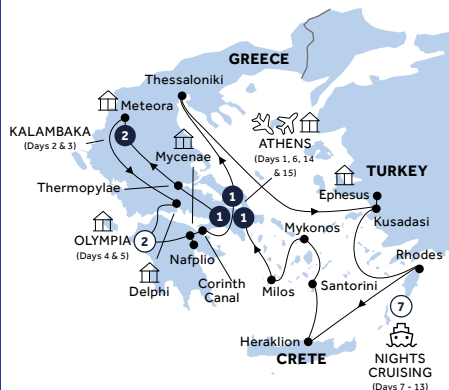 GREECE
Thessaloniki
Meteora
KALAMBAKA
(Days 2 & 3)
2
Mycenae
ATHENS
(Days 1, 6, 14
& 15)
TURKEY
Thermopylae
Ephesus
1
1
1
Kusadasi
OLYMPIA
(Days 4 & 5)
2
Mykonos
Nafplio
Rhodes
Delphi
Corinth
Canal
Milos
Santorini
7
Heraklion
CRETE
NIGHTS
CRUISING
(Days 7 - 13)